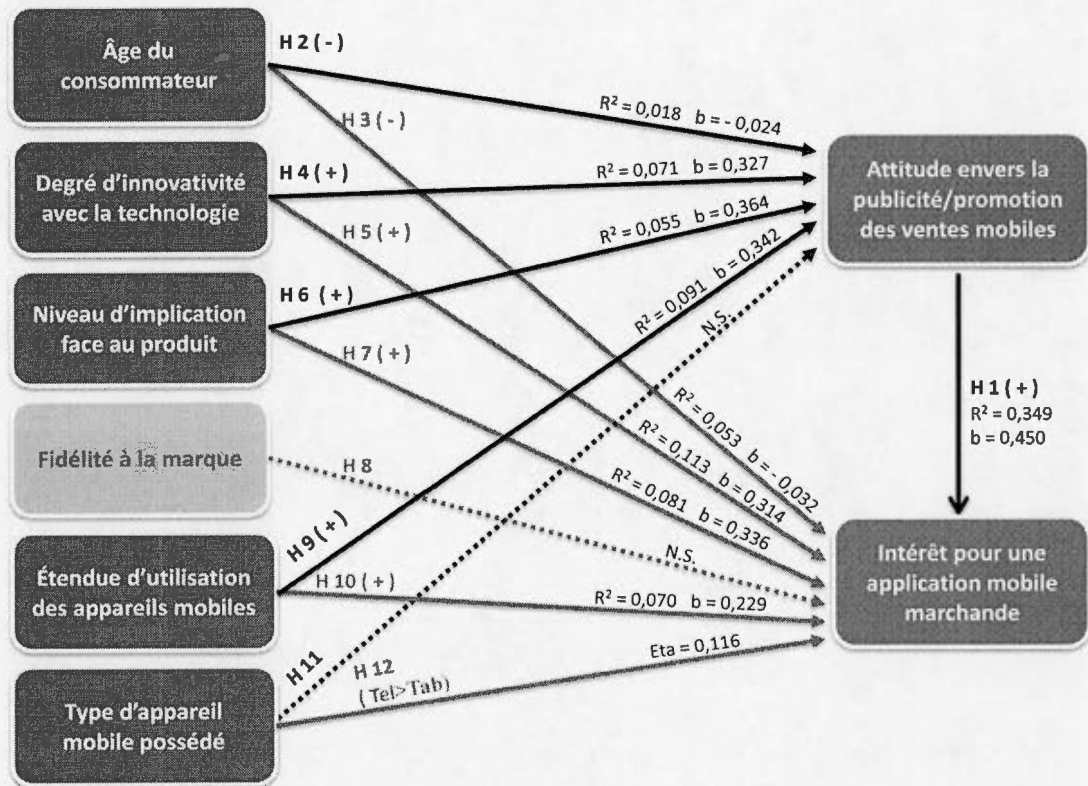 Âge du
consommateur
Degré d'innovativité
avec la technologie
Niveau d'implication
face au produit
Fidélité à la marque
Étendue d'utilisation
des appareils mobiles
Type d'appareil
mobile possédé
H 2 ( - )
H 3 ( - )
H 4 ( + )
H 5 ( + )
H 6 ( + )
H 7 ( + )
H 8
H 9 ( + )
H 10 ( + )
H 11
H 12
( Tel>Tab)
R² = 0,018 b = - 0,024
R² = 0,071 b = 0,327
R² = 0,055 b = 0,364
R² = 0,091 b = 0,342
N.S.
R² = 0,053 b = - 0,032
R² = 0,113 b = 0,314
R² = 0,081 b = 0,336
N.S.
R² = 0,070 b = 0,229
Eta = 0,116
Attitude envers la
publicité/promotion
des ventes mobiles
H 1 ( + )
R² = 0,349
b = 0,450
Intérêt pour une
application mobile
marchande